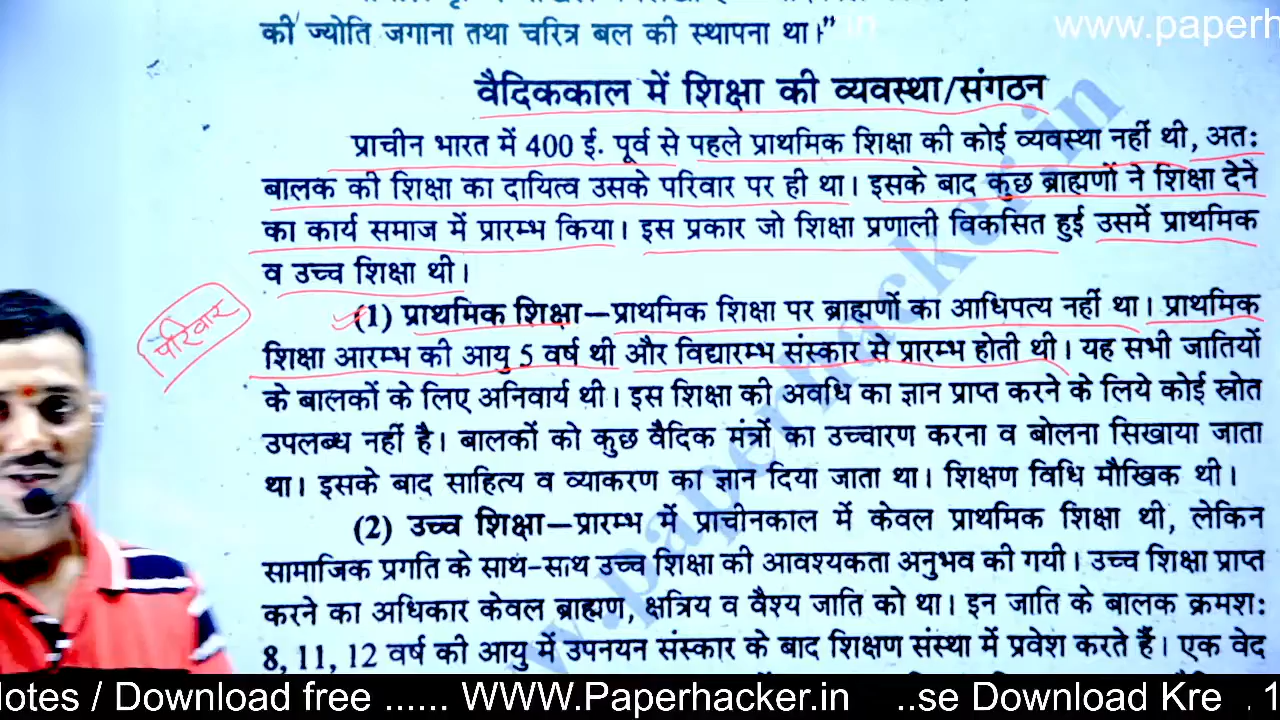 की ज्योति जगाना तथा चरित्र बल की स्थापना था।”
www.paperh
वैदिककाल में शिक्षा की व्यवस्था/संगठन
प्राचीन भारत में 400 ई. पूर्व से पहले प्राथमिक शिक्षा की कोई व्यवस्था नहीं थी, अतः
बालक की शिक्षा का दायित्व उसके परिवार पर ही था। इसके बाद कुछ ब्राह्मणों ने शिक्षा देने
का कार्य समाज में प्रारम्भ किया। इस प्रकार जो शिक्षा प्रणाली विकसित हुई उसमें प्राथमिक
व उच्च शिक्षा थी।
परिवार
(1) प्राथमिक शिक्षा—प्राथमिक शिक्षा पर ब्राह्मणों का आधिपत्य नहीं था। प्राथमिक
शिक्षा आरम्भ की आयु 5 वर्ष थी और विद्यारम्भ संस्कार से प्रारम्भ होती थी। यह सभी जातियों
के बालकों के लिए अनिवार्य थी। इस शिक्षा की अवधि का ज्ञान प्राप्त करने के लिये कोई स्रोत
उपलब्ध नहीं है। बालकों को कुछ वैदिक मंत्रों का उच्चारण करना व बोलना सिखाया जाता
था। इसके बाद साहित्य व व्याकरण का ज्ञान दिया जाता था। शिक्षण विधि मौखिक थी।
(2) उच्च शिक्षा—प्रारम्भ में प्राचीनकाल में केवल प्राथमिक शिक्षा थी, लेकिन
सामाजिक प्रगति के साथ-साथ उच्च शिक्षा की आवश्यकता अनुभव की गयी। उच्च शिक्षा प्राप्त
करने का अधिकार केवल ब्राह्मण, क्षत्रिय व वैश्य जाति को था। इन जाति के बालक क्रमशः
8, 11, 12 वर्ष की आयु में उपनयन संस्कार के बाद शिक्षण संस्था में प्रवेश करते हैं। एक वेद
www.paperhacker.in
Notes / Download free ...... WWW.Paperhacker.in ..se Download Kre . 1